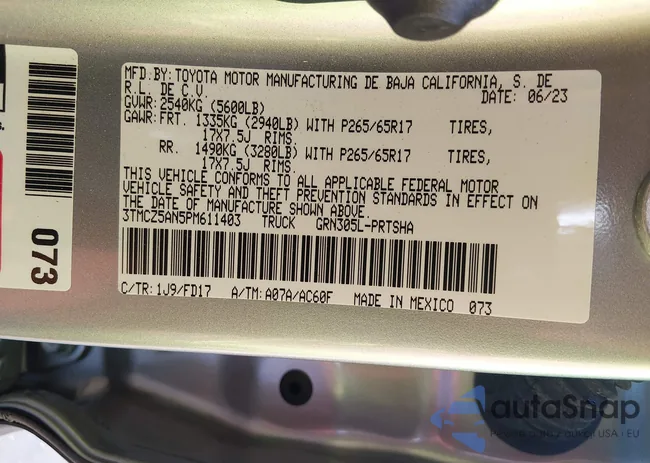 MFD.BY: TOYOTA MOTOR MANUFACTURING DE BAJA CALIFORNIA, S. DE
R.L. DE C.V. DATE: 06/23
GVWR: 2540KG (5600LB)
GAWR: FRT. 1335KG (2940LB) WITH P265/65R17 TIRES,
17X7.5J RIMS.
RR. 1490KG (3280LB) WITH P265/65R17 TIRES,
17X7.5J RIMS.
THIS VEHICLE CONFORMS TO ALL APPLICABLE FEDERAL MOTOR
VEHICLE SAFETY AND THEFT PREVENTION STANDARDS IN EFFECT ON
THE DATE OF MANUFACTURE SHOWN ABOVE.
3TMCZ5AN5PM611403 TRUCK GRN305L-PRTSHA
C/TR: 1J9/FD17 A/TM: A07A/AC60F MADE IN MEXICO 073
073
autaSnap
USA · EU